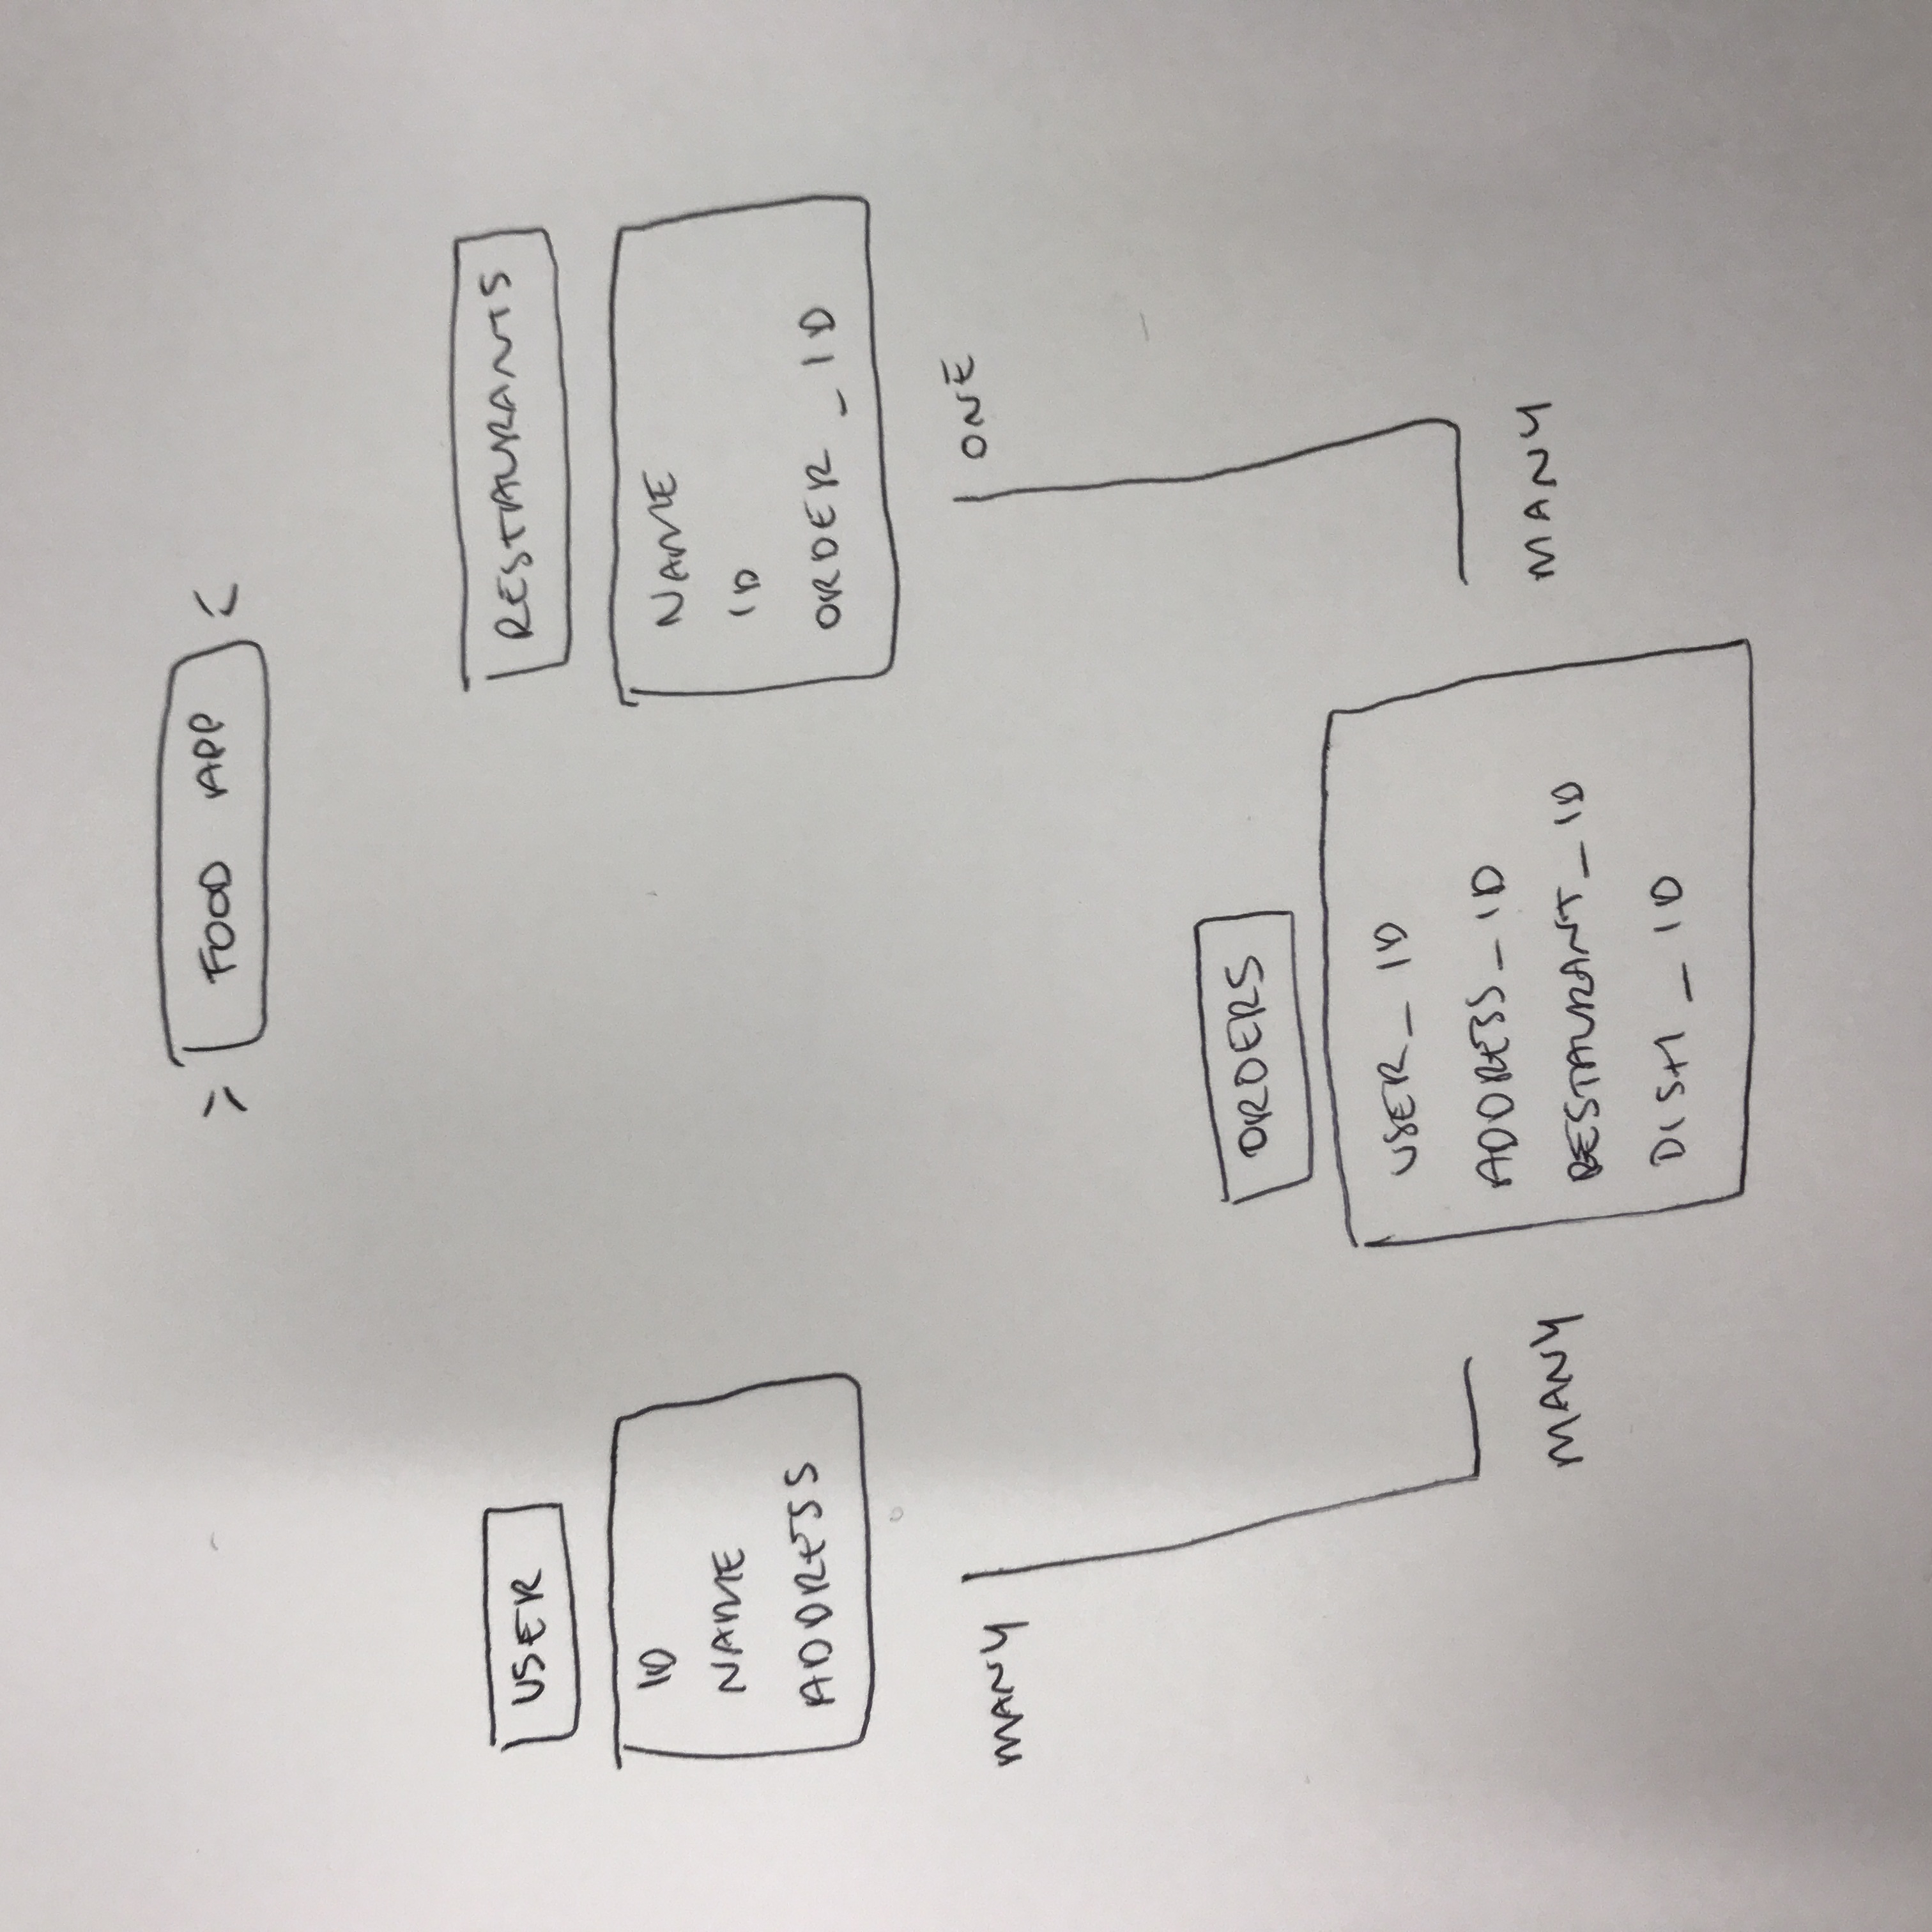 FOOD APP
USER
ID
NAME
ADDRESS
RESTAURANTS
NAME
ID
ORDER_ID
MANY
ONE
ORDERS
USER_ID
ADDRESS_ID
RESTAURANT_ID
DISH_ID
MANY
MANY